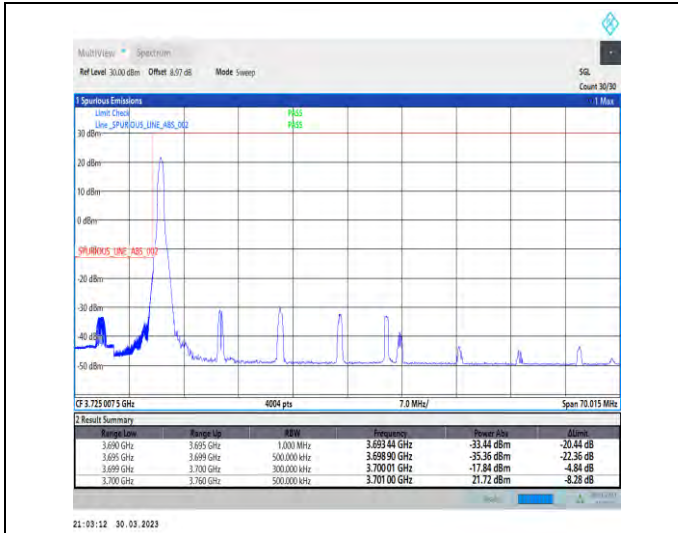 MultiView Spectrum
Ref Level 30.00 dBm Offset 8.97 dB Mode Sweep SGL
Count 30/30
1 Spurious Emissions 1 Max
Limit Check PASS
Line _SPURIOUS_LINE_ABS_002 PASS
30 dBm
20 dBm
10 dBm
0 dBm
_SPURIOUS_LINE_ABS_002
-20 dBm
-30 dBm
-40 dBm
-50 dBm
CF 3.725 007 5 GHz 4004 pts 7.0 MHz/ Span 70.015 MHz
2 Result Summary
Range Low Range Up RBW Frequency Power Abs ΔLimit
3.690 GHz 3.695 GHz 1.000 MHz 3.693 44 GHz -33.44 dBm -20.44 dB
3.695 GHz 3.699 GHz 500.000 kHz 3.698 90 GHz -35.36 dBm -22.36 dB
3.699 GHz 3.700 GHz 300.000 kHz 3.700 01 GHz -17.84 dBm -4.84 dB
3.700 GHz 3.760 GHz 500.000 kHz 3.701 00 GHz 21.72 dBm -8.28 dB
21:03:12 30.03.2023